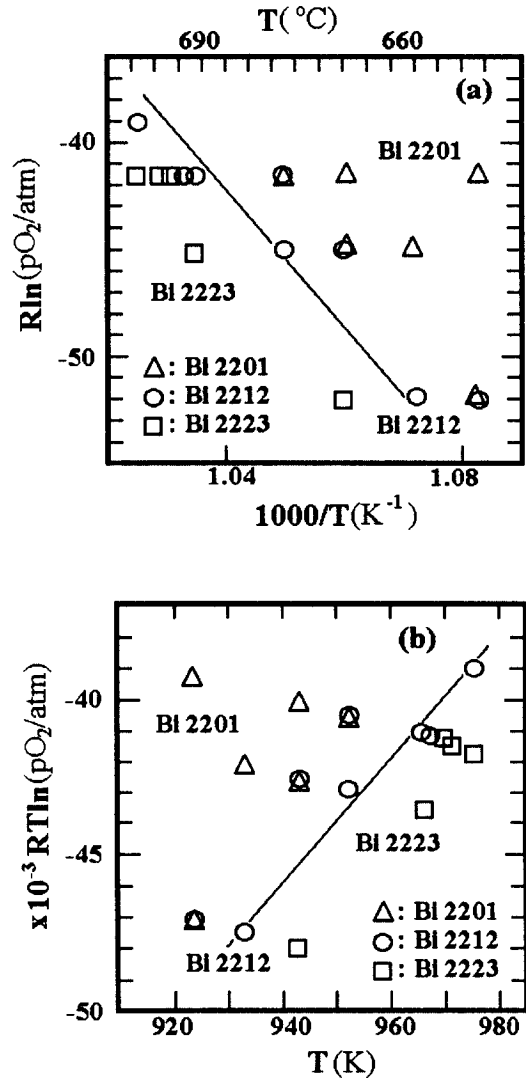 T(°C)
690 660
(a)
Bi 2201
-40
Rln(pO₂/atm)
Bi 2223
-50
△: Bi 2201
○: Bi 2212
□: Bi 2223
Bi 2212
1.04 1.08
1000/T(K⁻¹)
(b)
-40
Bi 2201
x10⁻³ RTln(pO₂/atm)
-45
Bi 2223
△: Bi 2201
○: Bi 2212
□: Bi 2223
Bi 2212
-50
920 940 960 980
T(K)